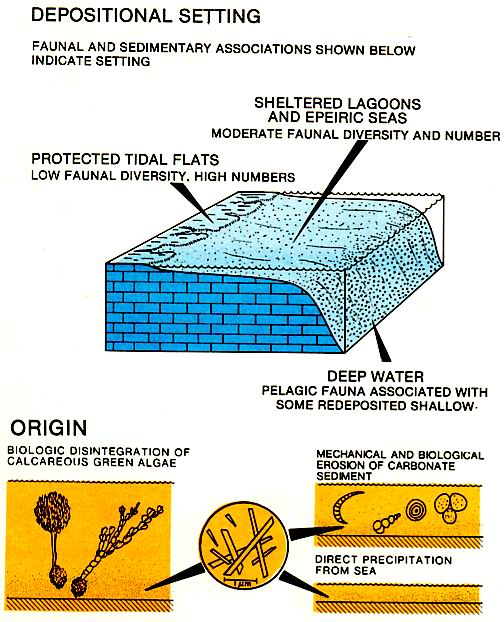 DEPOSITIONAL SETTING
FAUNAL AND SEDIMENTARY ASSOCIATIONS SHOWN BELOW
INDICATE SETTING
SHELTERED LAGOONS
AND EPEIRIC SEAS
MODERATE FAUNAL DIVERSITY AND NUMBER
PROTECTED TIDAL FLATS
LOW FAUNAL DIVERSITY, HIGH NUMBERS
DEEP WATER
PELAGIC FAUNA ASSOCIATED WITH
SOME REDEPOSITED SHALLOW.
ORIGIN
BIOLOGIC DISINTEGRATION OF
CALCAREOUS GREEN ALGAE
MECHANICAL AND BIOLOGICAL
EROSION OF CARBONATE
SEDIMENT
1 µm
DIRECT PRECIPITATION
FROM SEA